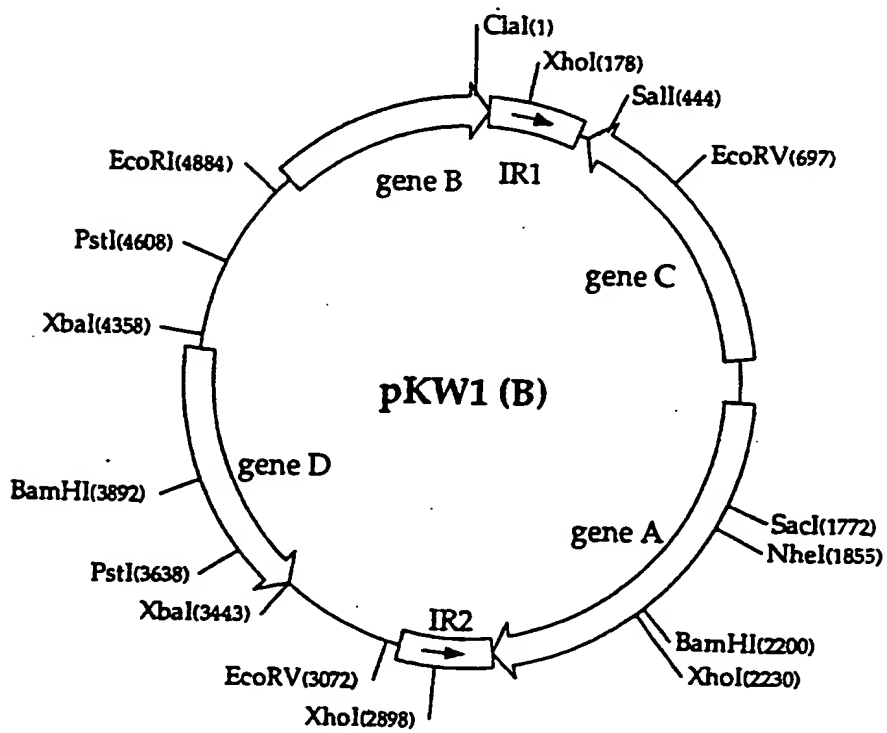 ClaI(1)
XhoI(178)
SalI(444)
EcoRV(697)
EcoRI(4884)
gene B
IR1
PstI(4608)
gene C
XbaI(4358)
pKW1 (B)
gene D
BamHI(3892)
SacI(1772)
gene A
NheI(1855)
PstI(3638)
XbaI(3443)
IR2
BamHI(2200)
EcoRV(3072)
XhoI(2230)
XhoI(2898)